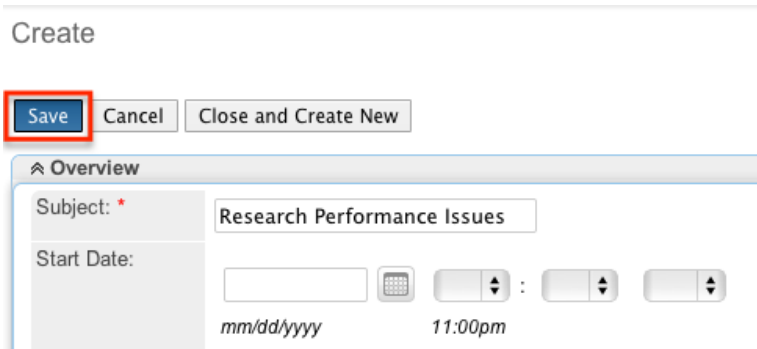 Create
Save Cancel Close and Create New
Overview
Subject: * Research Performance Issues
Start Date:
:
mm/dd/yyyy 11:00pm